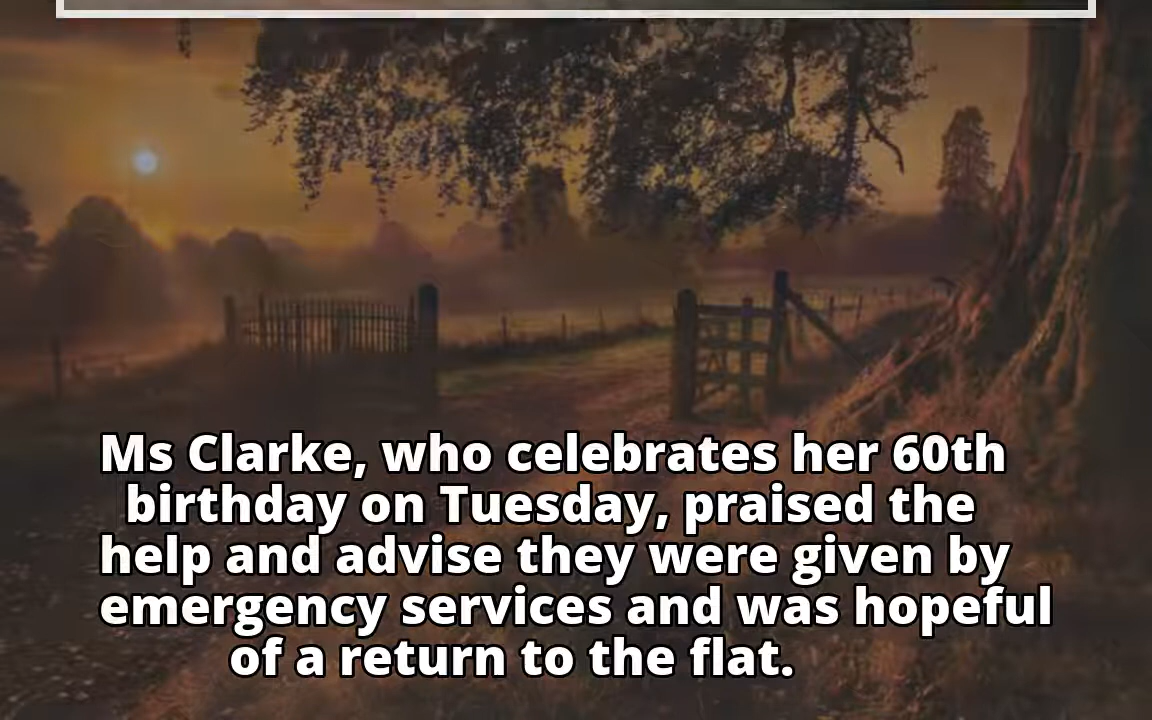 Ms Clarke, who celebrates her 60th
birthday on Tuesday, praised the
help and advise they were given by
emergency services and was hopeful
of a return to the flat.